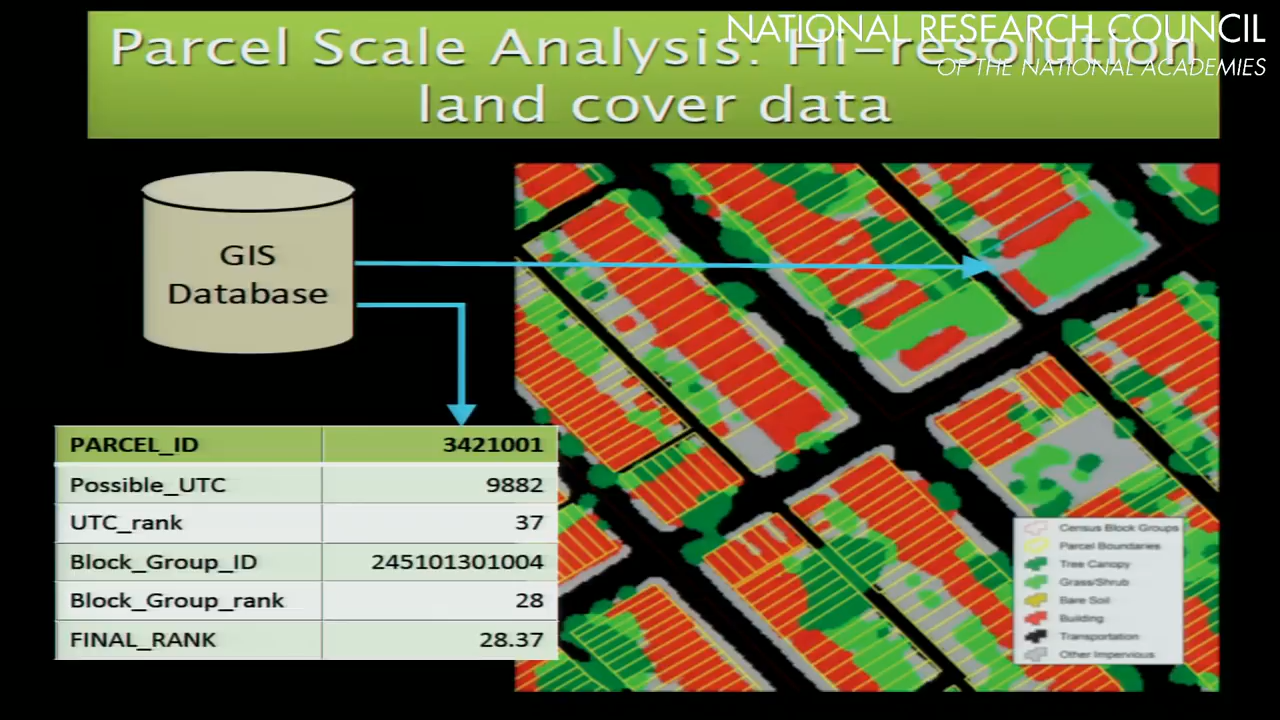 NATIONAL RESEARCH COUNCIL
OF THE NATIONAL ACADEMIES
Parcel Scale Analysis: Hi-resolution
land cover data
GIS
Database
PARCEL_ID 3421001
Possible_UTC 9882
UTC_rank 37
Block_Group_ID 245101301004
Block_Group_rank 28
FINAL_RANK 28.37
Census Block Groups
Parcel Boundaries
Tree Canopy
Grass/Shrub
Bare Soil
Building
Transportation
Other Impervious